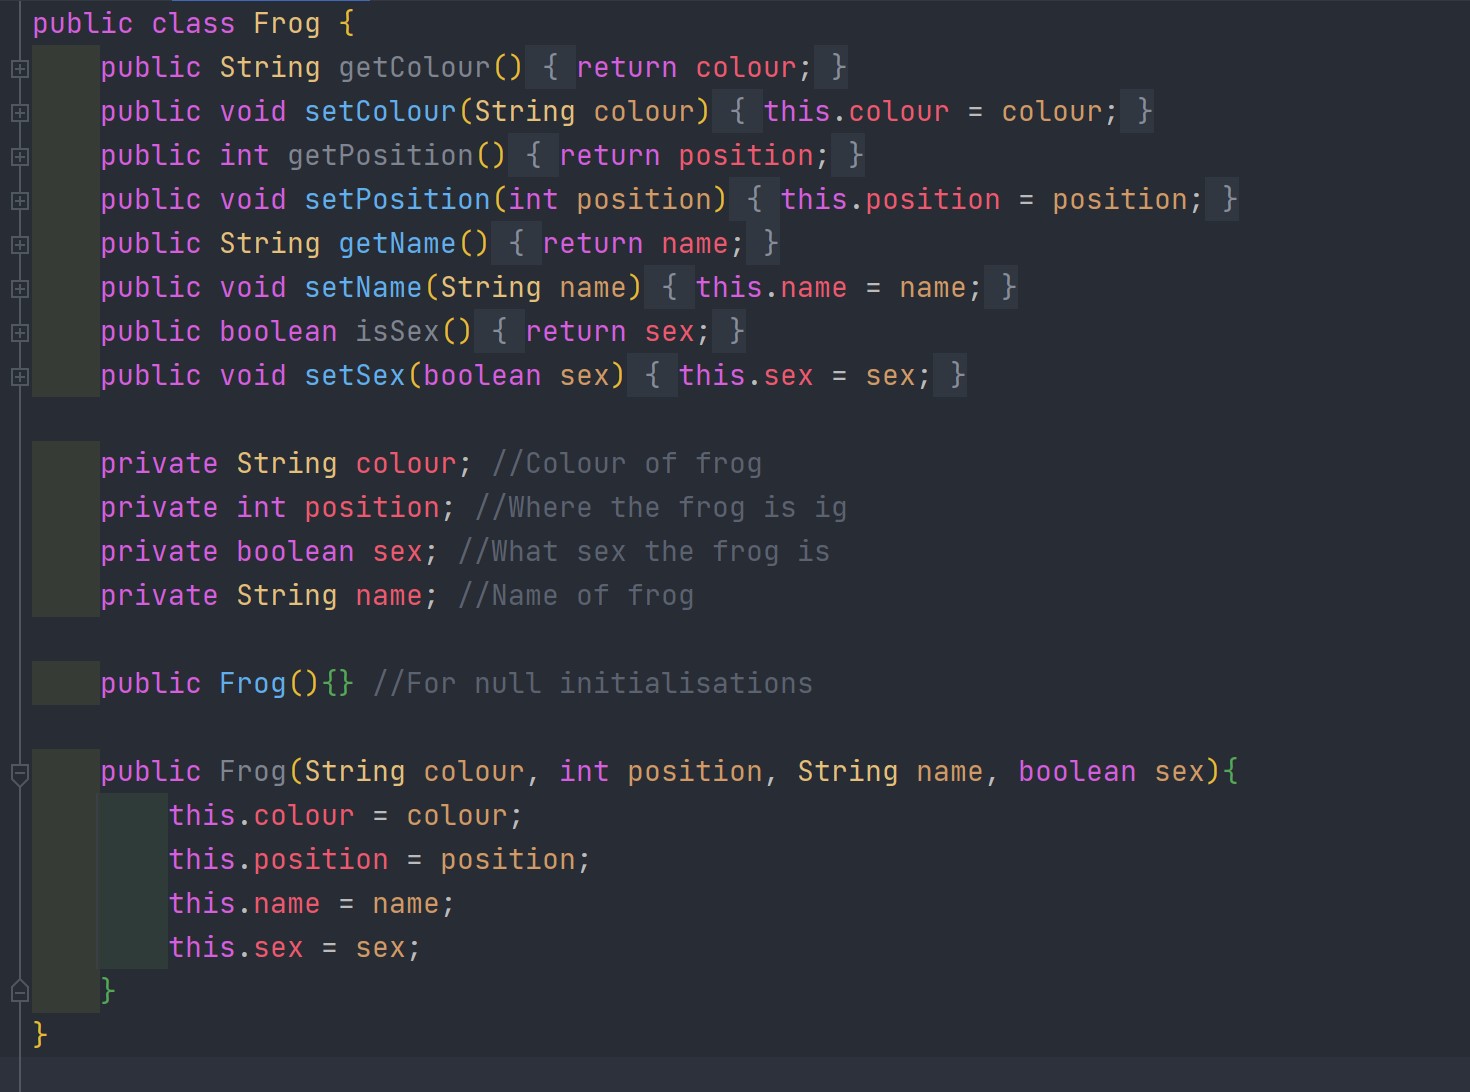 public class Frog {
    public String getColour() { return colour; }
    public void setColour(String colour) { this.colour = colour; }
    public int getPosition() { return position; }
    public void setPosition(int position) { this.position = position; }
    public String getName() { return name; }
    public void setName(String name) { this.name = name; }
    public boolean isSex() { return sex; }
    public void setSex(boolean sex) { this.sex = sex; }
    private String colour; //Colour of frog
    private int position; //Where the frog is ig
    private boolean sex; //What sex the frog is
    private String name; //Name of frog
    public Frog(){} //For null initialisations
    public Frog(String colour, int position, String name, boolean sex){
        this.colour = colour;
        this.position = position;
        this.name = name;
        this.sex = sex;
    }
}